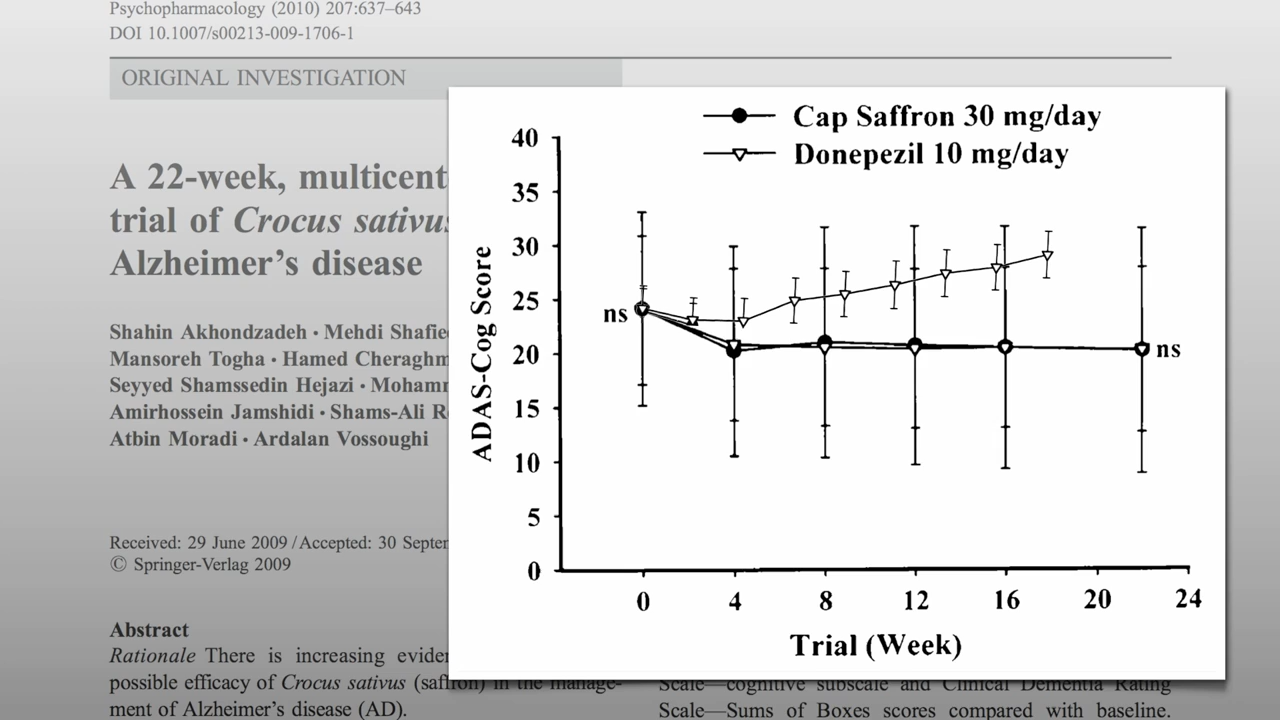 Psychopharmacology (2010) 207:637–643
DOI 10.1007/s00213-009-1706-1
ORIGINAL INVESTIGATION
A 22-week, multicent
trial of Crocus sativus
Alzheimer's disease
Shahin Akhondzadeh · Mehdi Shafie
Mansoreh Togha · Hamed Cheraghm
Seyyed Shamssedin Hejazi · Mohamm
Amirhossein Jamshidi · Shams-Ali R
Atbin Moradi · Ardalan Vossoughi
Received: 29 June 2009 / Accepted: 30 Septe
© Springer-Verlag 2009
Abstract
Rationale There is increasing evide
possible efficacy of Crocus sativus (saffron) in the manage-
ment of Alzheimer's disease (AD).
Scale—cognitive subscale and Clinical Dementia Rating
Scale—Sums of Boxes scores compared with baseline.
Cap Saffron 30 mg/day
Donepezil 10 mg/day
ADAS-Cog Score
40
35
30
25
20
15
10
5
0
ns
ns
0 4 8 12 16 20 24
Trial (Week)